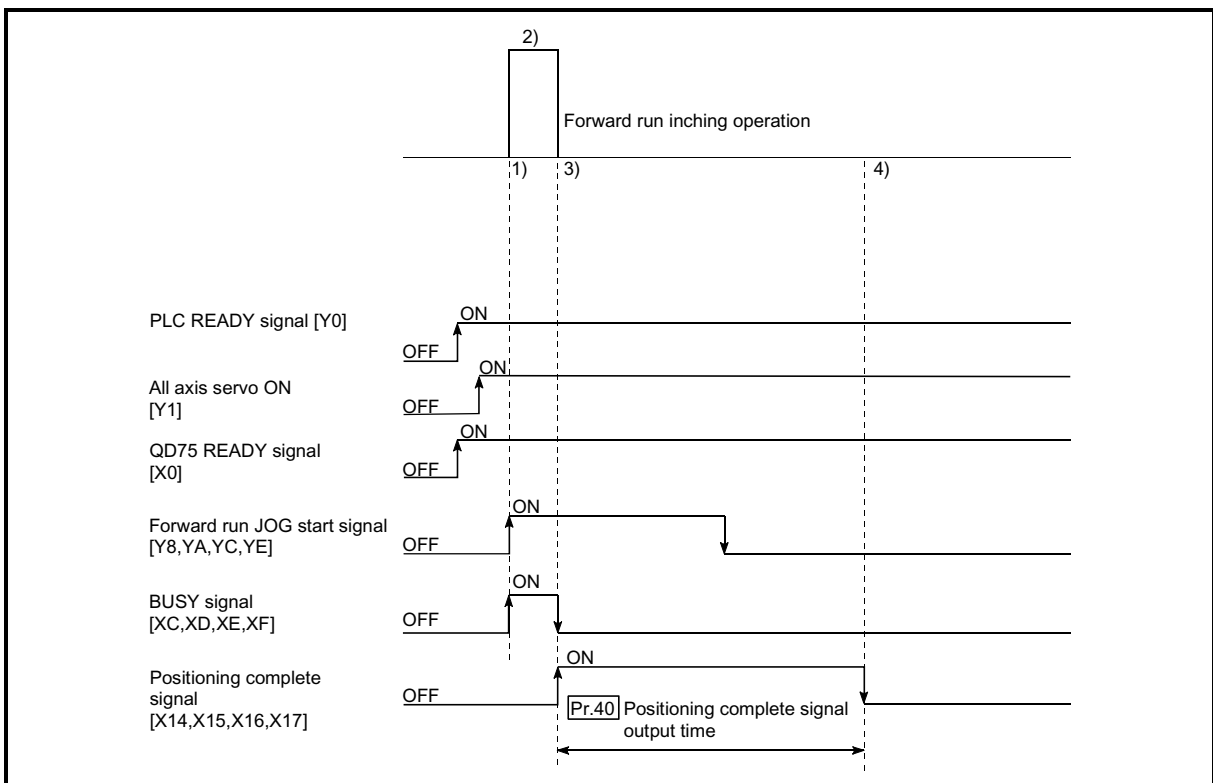 2)
Forward run inching operation
1)
3)
4)
PLC READY signal [Y0]
OFF
ON
All axis servo ON
[Y1]
OFF
ON
QD75 READY signal
[X0]
OFF
ON
Forward run JOG start signal
[Y8,YA,YC,YE]
OFF
ON
BUSY signal
[XC,XD,XE,XF]
OFF
ON
Positioning complete
signal
[X14,X15,X16,X17]
OFF
ON
Pr.40 Positioning complete signal
output time